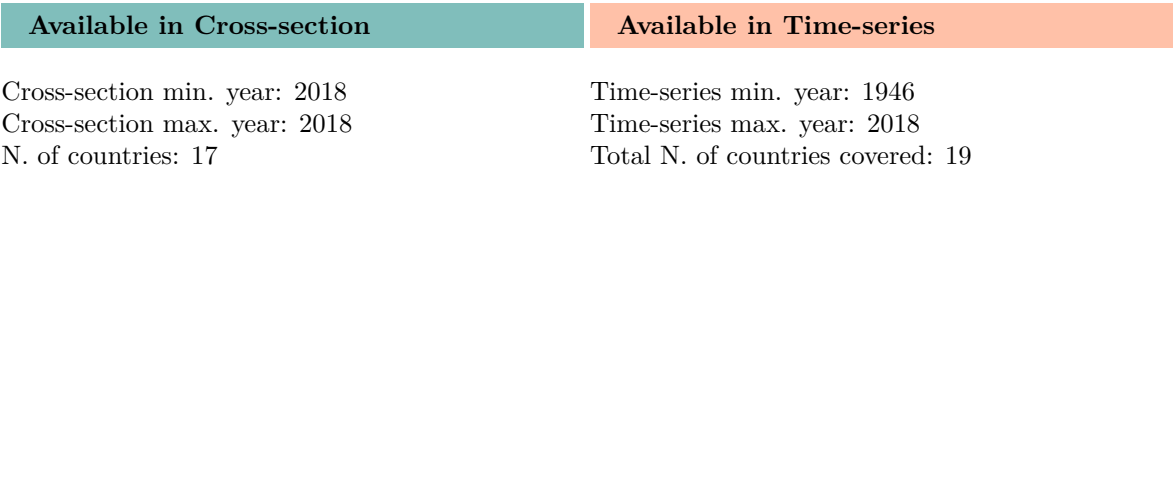 Available in Cross-section
Cross-section min. year: 2018
Cross-section max. year: 2018
N. of countries: 17
Available in Time-series
Time-series min. year: 1946
Time-series max. year: 2018
Total N. of countries covered: 19